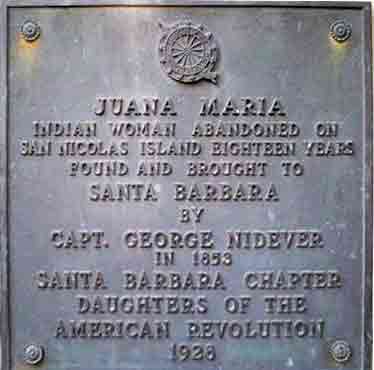 JUANA MARIA
INDIAN WOMAN ABANDONED ON
SAN NICOLAS ISLAND EIGHTEEN YEARS
FOUND AND BROUGHT TO
SANTA BARBARA
BY
CAPT. GEORGE NIDEVER
IN 1853
SANTA BARBARA CHAPTER
DAUGHTERS OF THE
AMERICAN REVOLUTION
1928